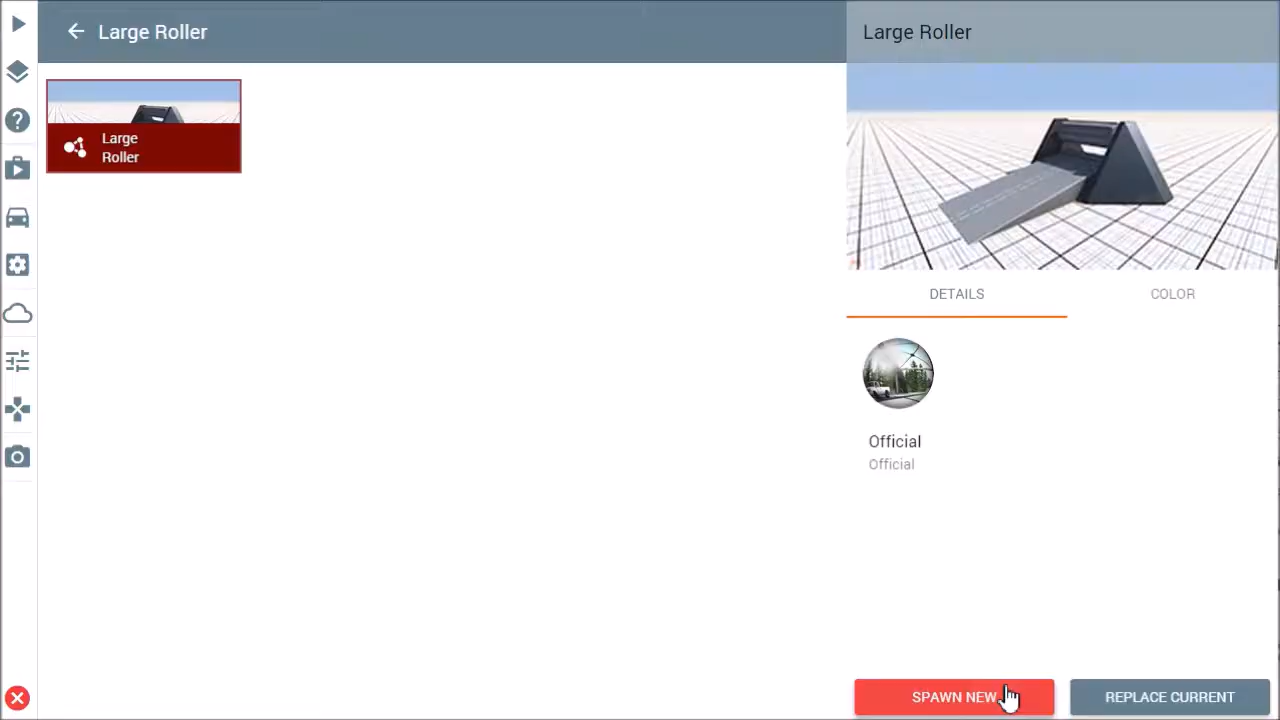 Large Roller
Large
Roller
Large Roller
DETAILS
COLOR
Official
Official
SPAWN NEW
REPLACE CURRENT